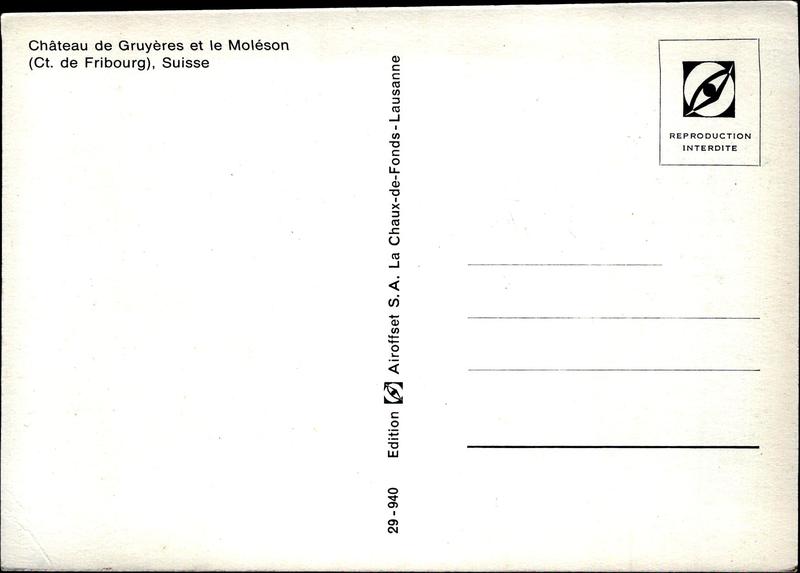 Château de Gruyères et le Moléson
(Ct. de Fribourg), Suisse
29-940 Edition Airoffset S.A. La Chaux-de-Fonds-Lausanne
REPRODUCTION
INTERDITE